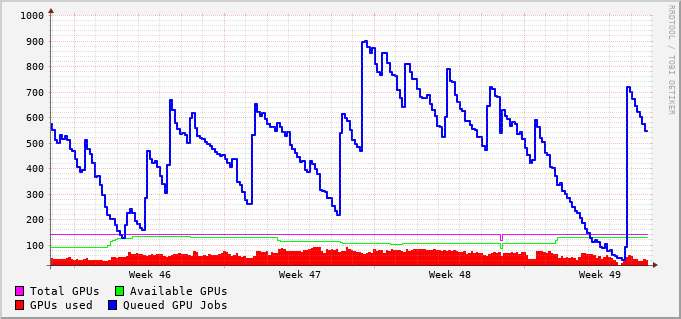 1000
900
800
700
600
500
400
300
200
100
Week 46 Week 47 Week 48 Week 49
Total GPUs Available GPUs
GPUs used Queued GPU Jobs
RRDTOOL / TOBI OETIKER